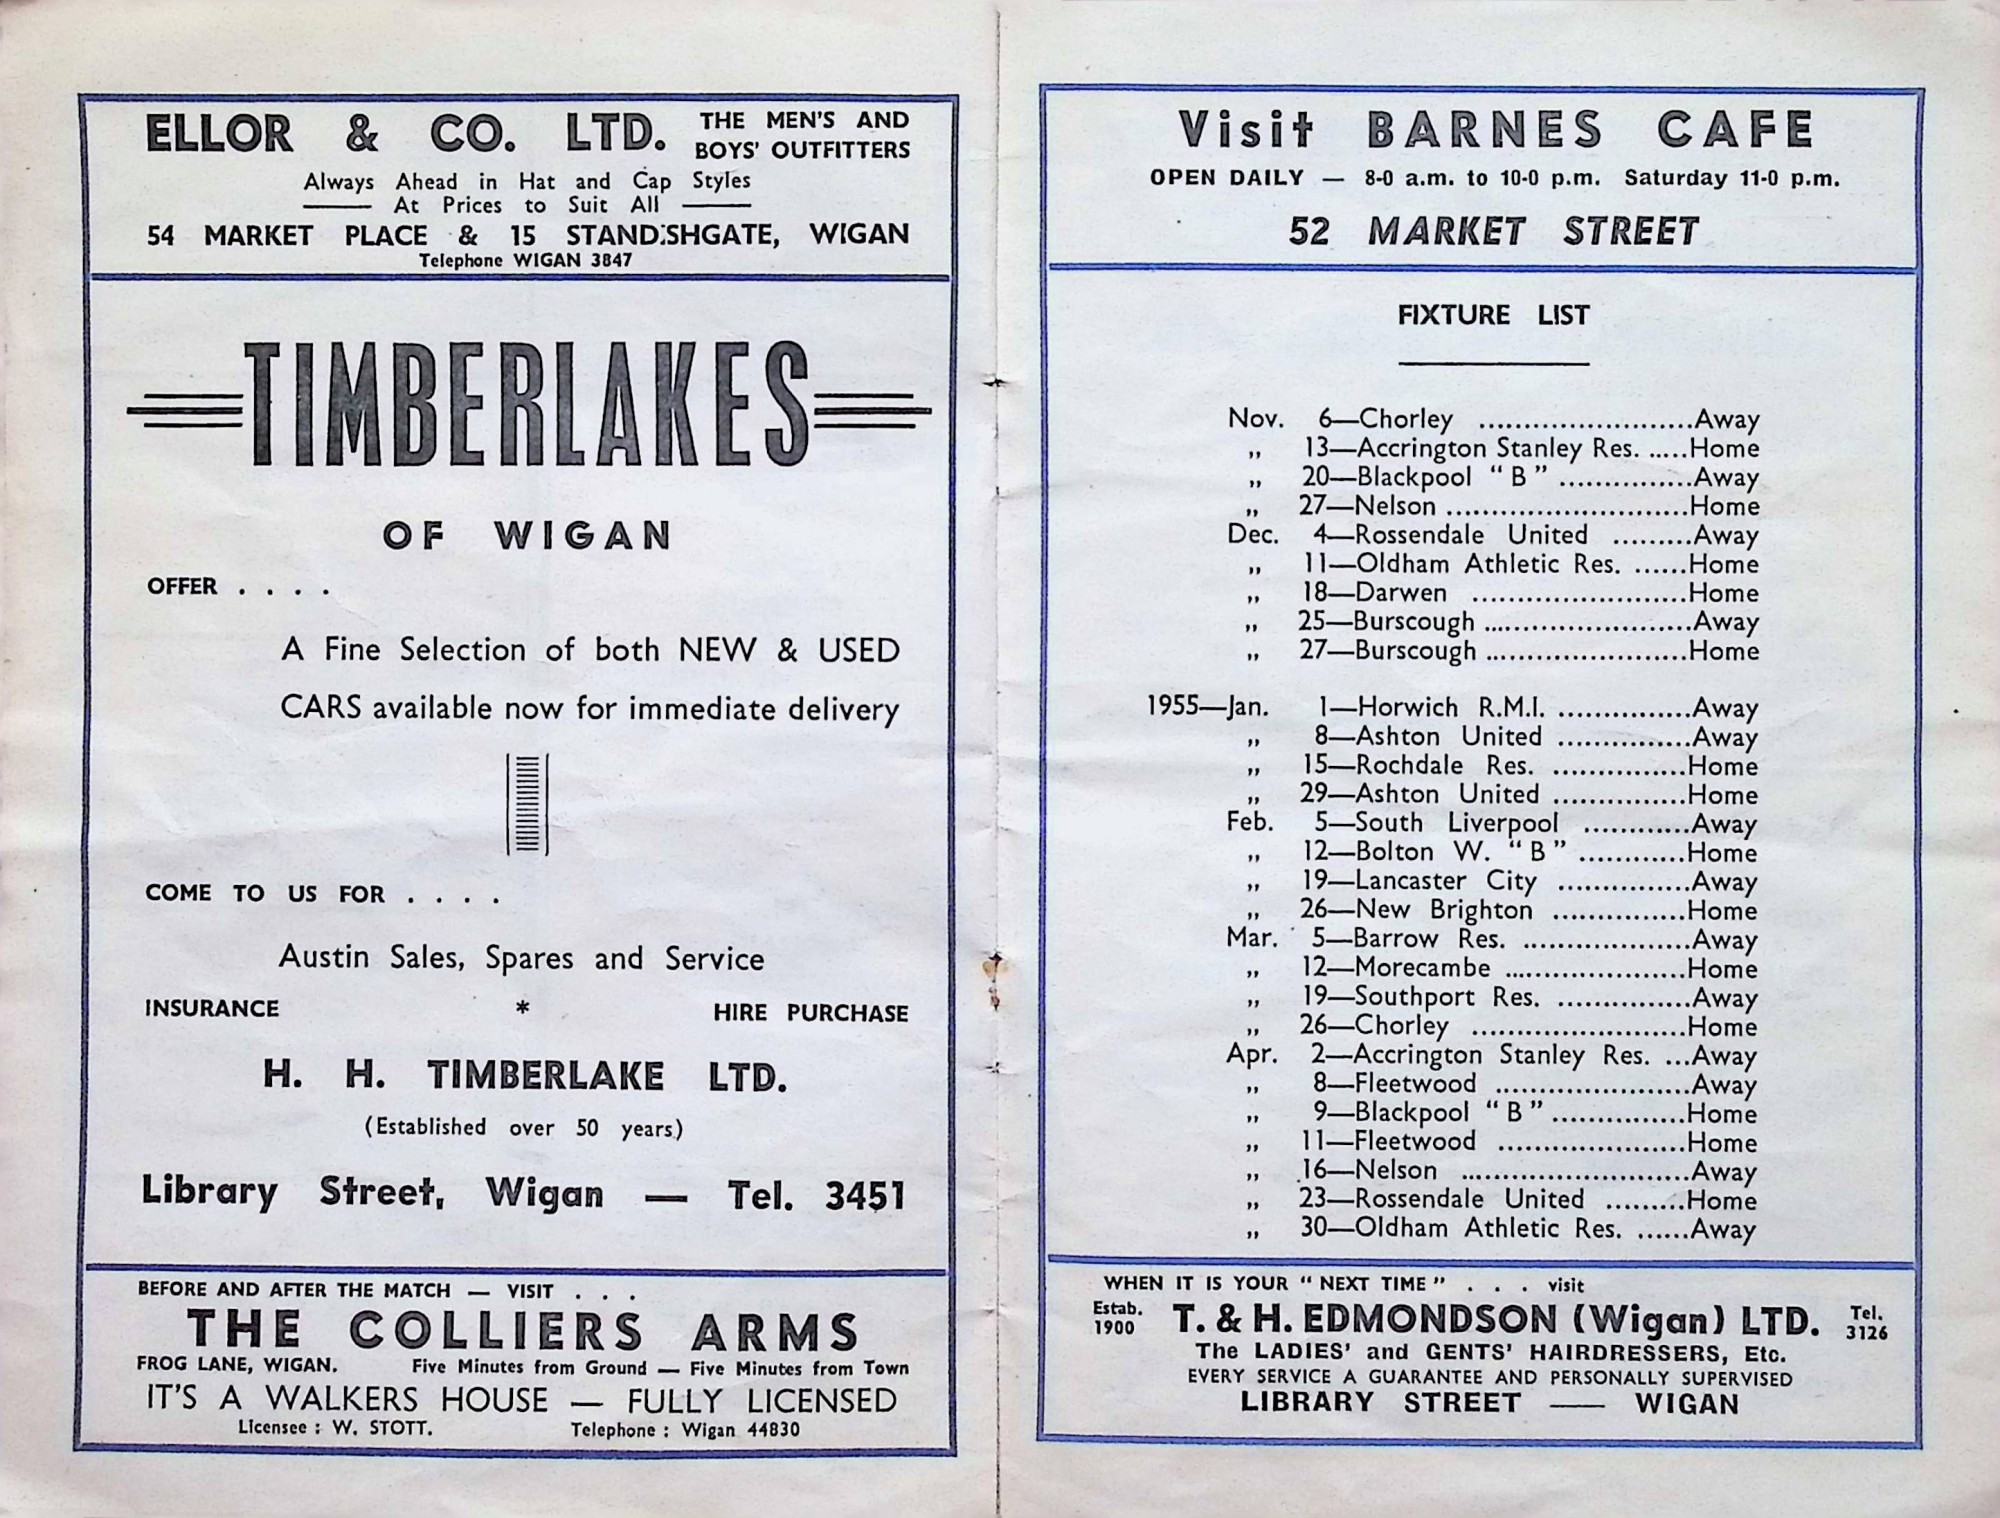 ELLOR & CO. LTD. THE MEN'S AND
BOYS' OUTFITTERS
Always Ahead in Hat and Cap Styles
At Prices to Suit All
54 MARKET PLACE & 15 STANDISHGATE, WIGAN
Telephone WIGAN 3847
TIMBERLAKES
OF WIGAN
OFFER . . . .
A Fine Selection of both NEW & USED
CARS available now for immediate delivery
COME TO US FOR . . . .
Austin Sales, Spares and Service
INSURANCE * HIRE PURCHASE
H. H. TIMBERLAKE LTD.
(Established over 50 years)
Library Street, Wigan — Tel. 3451
BEFORE AND AFTER THE MATCH — VISIT . . .
THE COLLIERS ARMS
FROG LANE, WIGAN. Five Minutes from Ground — Five Minutes from Town
IT'S A WALKERS HOUSE — FULLY LICENSED
Licensee : W. STOTT. Telephone : Wigan 44830
Visit BARNES CAFE
OPEN DAILY — 8-0 a.m. to 10-0 p.m. Saturday 11-0 p.m.
52 MARKET STREET
FIXTURE LIST
Nov. 6—Chorley ........................Away
,, 13—Accrington Stanley Res. .....Home
,, 20—Blackpool "B" ...............Away
,, 27—Nelson ...........................Home
Dec. 4—Rossendale United .........Away
,, 11—Oldham Athletic Res. ......Home
,, 18—Darwen ........................Home
,, 25—Burscough .......................Away
,, 27—Burscough .......................Home
1955—Jan. 1—Horwich R.M.I. ...............Away
,, 8—Ashton United ...............Away
,, 15—Rochdale Res. ...............Home
,, 29—Ashton United ...............Home
Feb. 5—South Liverpool ............Away
,, 12—Bolton W. "B" ............Home
,, 19—Lancaster City ...............Away
,, 26—New Brighton ...............Home
Mar. 5—Barrow Res. ...................Away
,, 12—Morecambe ....................Home
,, 19—Southport Res. ...............Away
,, 26—Chorley ........................Home
Apr. 2—Accrington Stanley Res. ...Away
,, 8—Fleetwood ......................Away
,, 9—Blackpool "B" ...............Home
,, 11—Fleetwood .....................Home
,, 16—Nelson ..........................Away
,, 23—Rossendale United .........Home
,, 30—Oldham Athletic Res. ......Away
WHEN IT IS YOUR "NEXT TIME" . . . visit
Estab. 1900 T. & H. EDMONDSON (Wigan) LTD. Tel. 3126
The LADIES' and GENTS' HAIRDRESSERS, Etc.
EVERY SERVICE A GUARANTEE AND PERSONALLY SUPERVISED
LIBRARY STREET — WIGAN